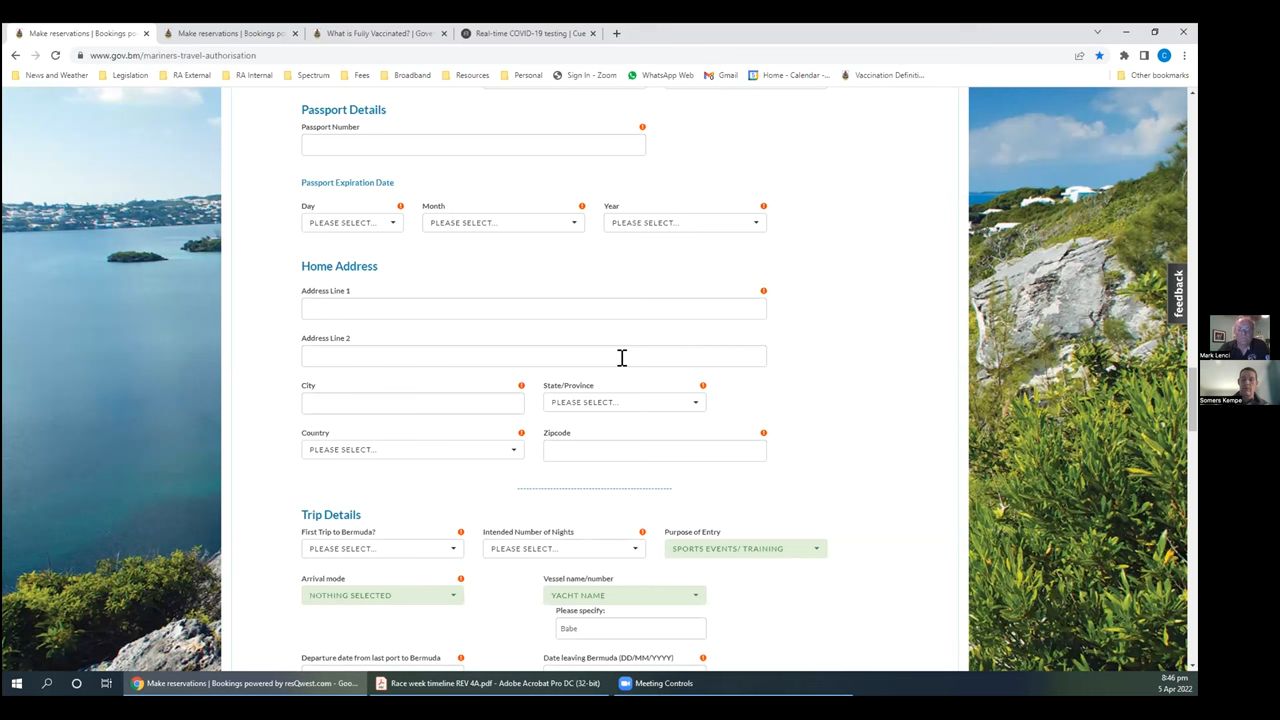 Make reservations | Bookings po
Make reservations | Bookings po
What is Fully Vaccinated? | Gove
Real-time COVID-19 testing | Cue
www.gov.bm/mariners-travel-authorisation
C
News and Weather
Legislation
RA External
RA Internal
Spectrum
Fees
Broadband
Resources
Personal
Sign In - Zoom
WhatsApp Web
Gmail
Home - Calendar -...
Vaccination Definiti...
Other bookmarks
Passport Details
Passport Number
Passport Expiration Date
Day
Month
Year
PLEASE SELECT...
PLEASE SELECT...
PLEASE SELECT...
Home Address
Address Line 1
Address Line 2
City
State/Province
PLEASE SELECT...
Country
Zipcode
PLEASE SELECT...
Trip Details
First Trip to Bermuda?
Intended Number of Nights
Purpose of Entry
PLEASE SELECT...
PLEASE SELECT...
SPORTS EVENTS/ TRAINING
Arrival mode
Vessel name/number
NOTHING SELECTED
YACHT NAME
Please specify:
Babe
Departure date from last port to Bermuda
Date leaving Bermuda (DD/MM/YYYY)
feedback
Mark Lenci
Somers Kempe
Make reservations | Bookings powered by resQwest.com - Goo...
Race week timeline REV 4A.pdf - Adobe Acrobat Pro DC (32-bit)
Meeting Controls
8:46 pm
5 Apr 2022